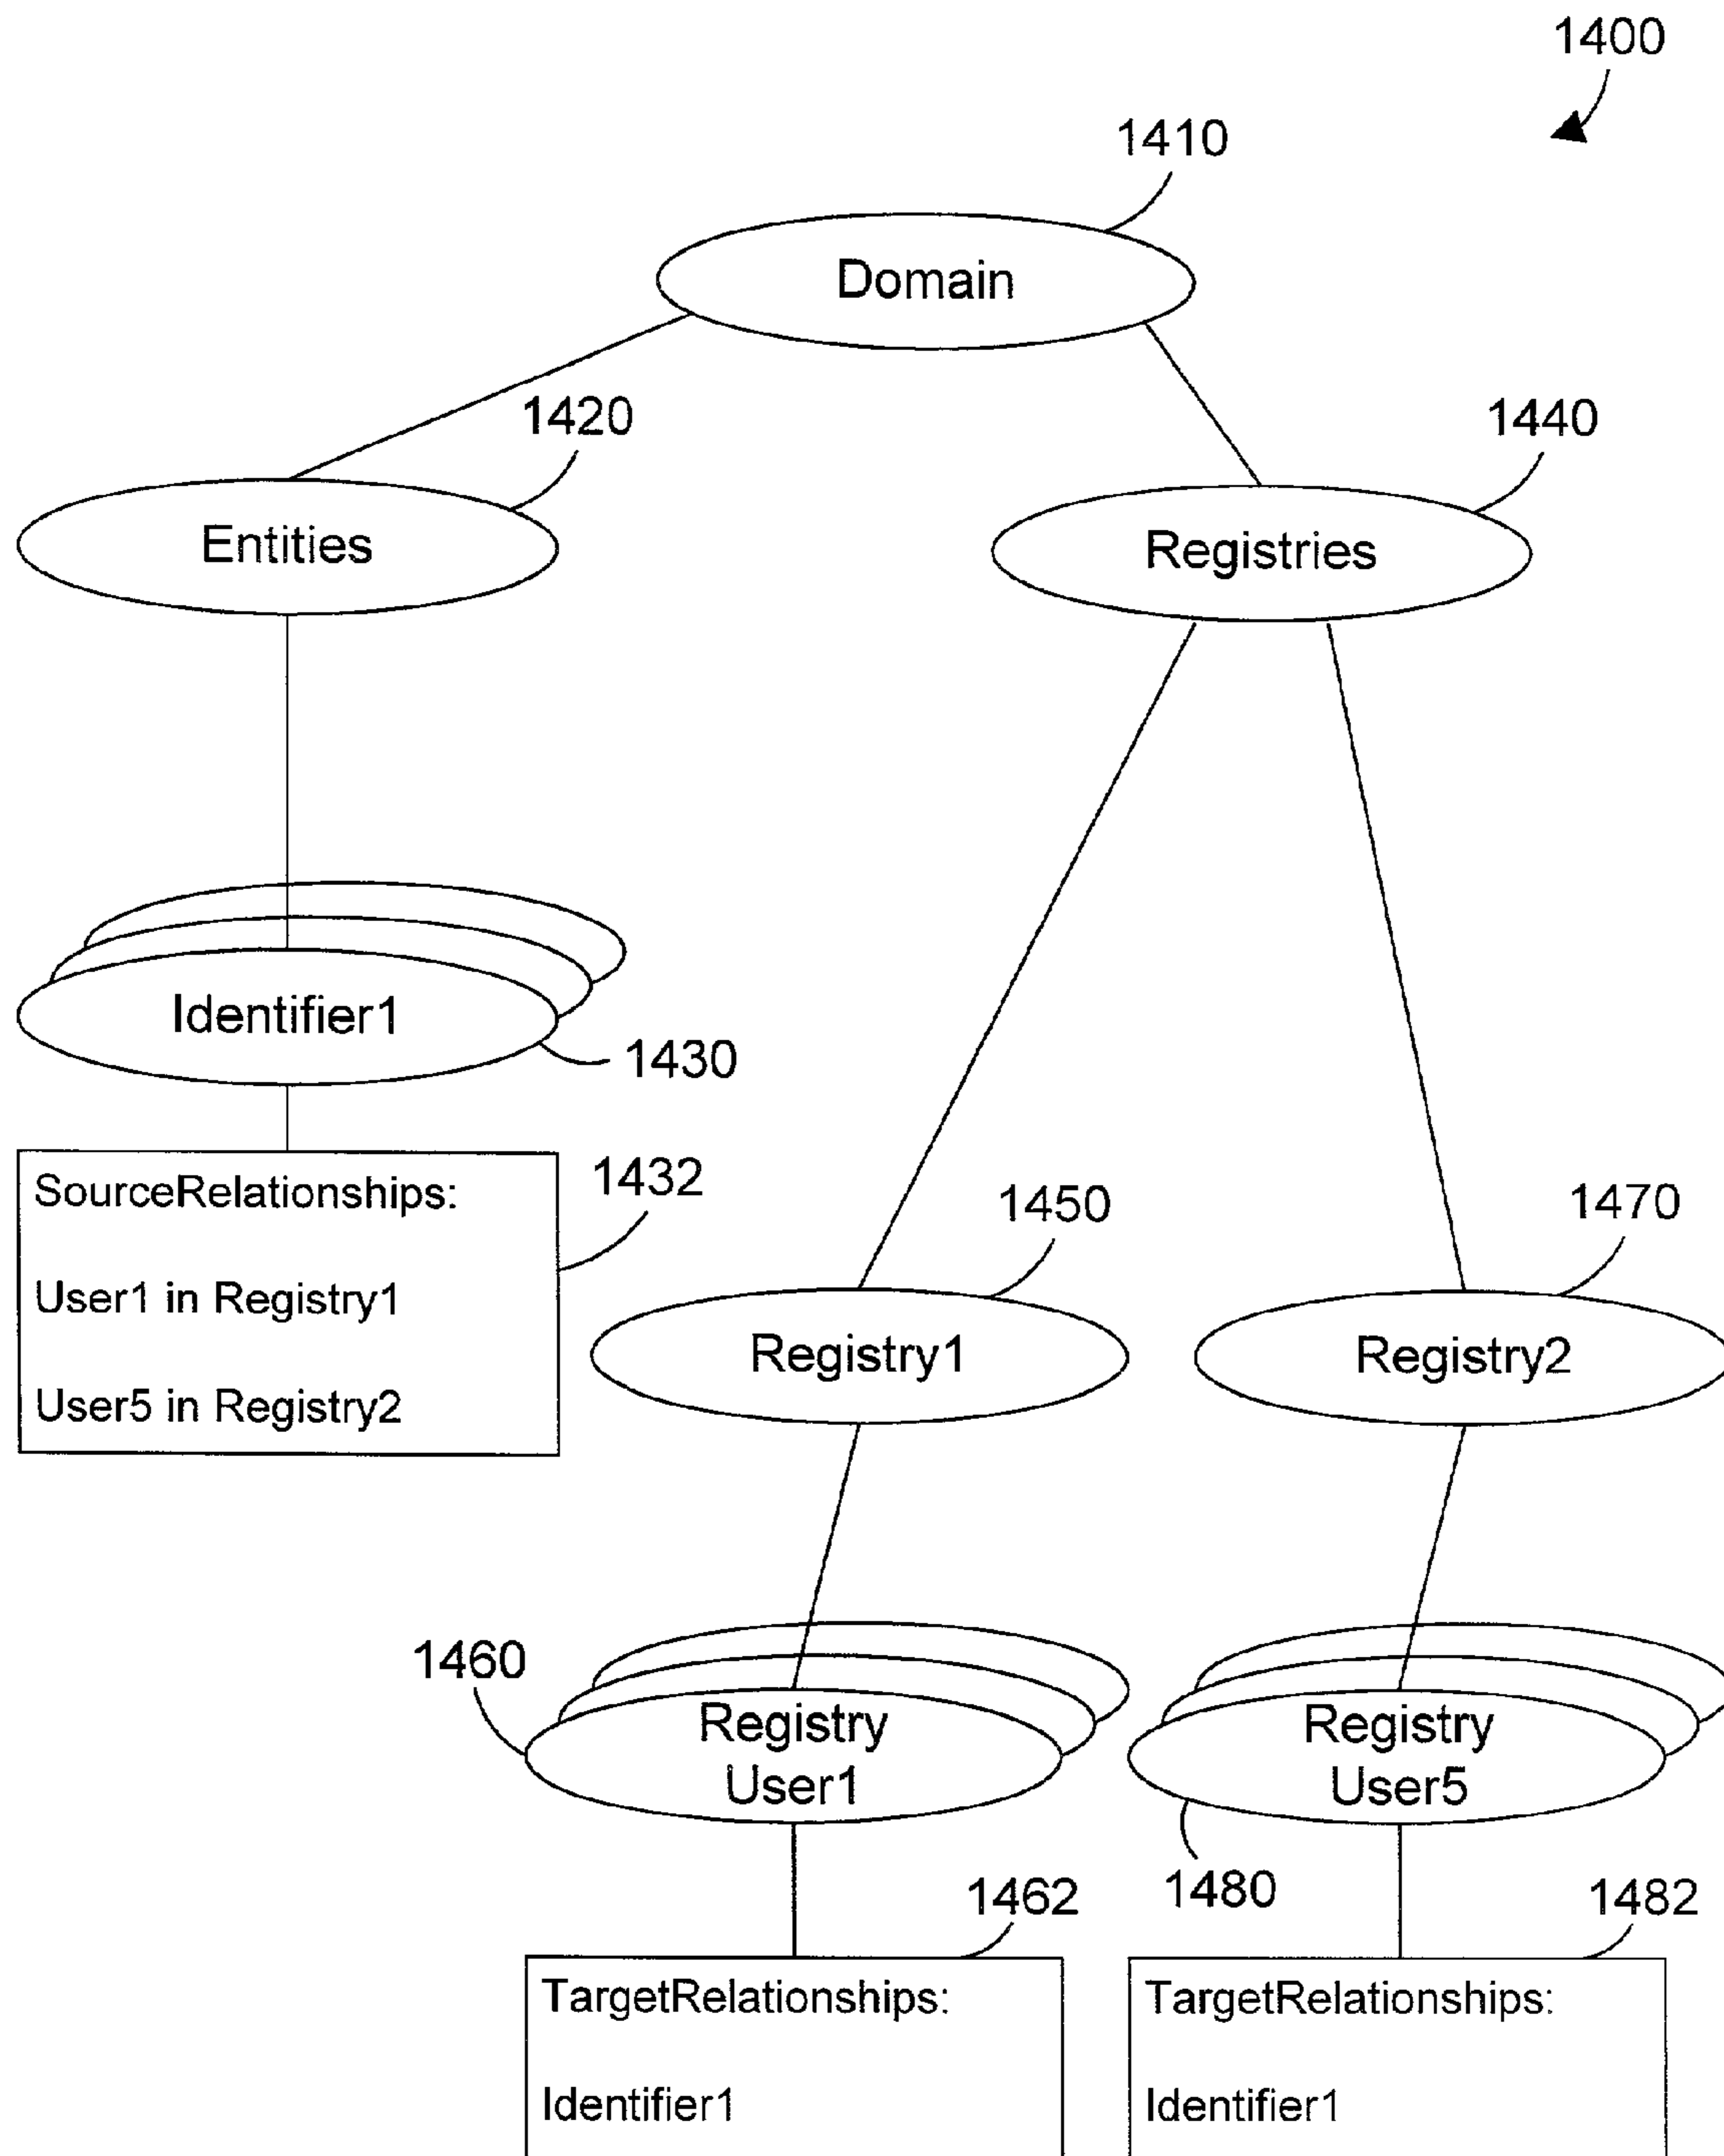 1400
1410
Domain
1420
1440
Entities
Registries
Identifier1
1430
SourceRelationships:
User1 in Registry1
User5 in Registry2
1432
1450
1470
Registry1
Registry2
1460
Registry
User1
Registry
User5
1480
1462
1482
TargetRelationships:
Identifier1
TargetRelationships:
Identifier1